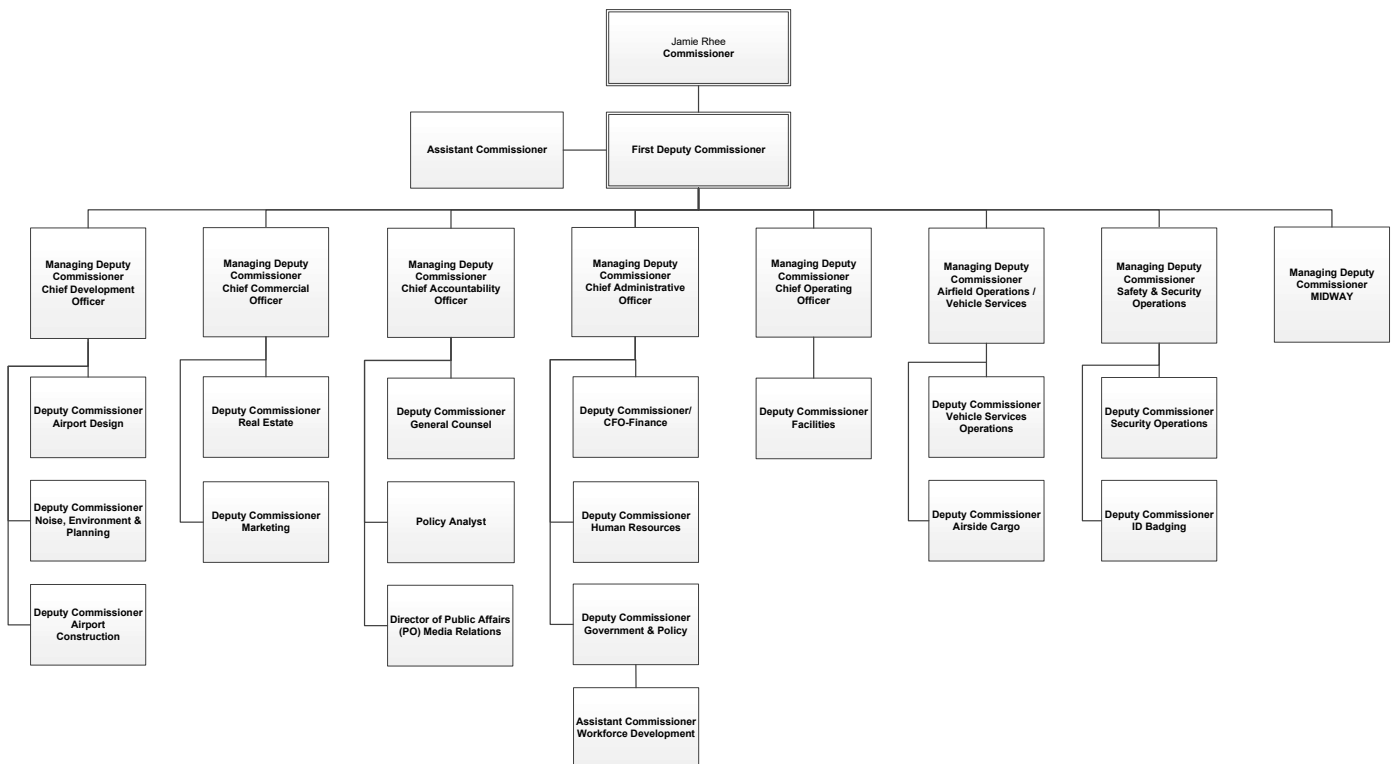 Jamie Rhee
Commissioner
Assistant Commissioner
First Deputy Commissioner
Managing Deputy
Commissioner
Chief Development
Officer
Managing Deputy
Commissioner
Chief Commercial
Officer
Managing Deputy
Commissioner
Chief Accountability
Officer
Managing Deputy
Commissioner
Chief Administrative
Officer
Managing Deputy
Commissioner
Chief Operating
Officer
Managing Deputy
Commissioner
Airfield Operations /
Vehicle Services
Managing Deputy
Commissioner
Safety & Security
Operations
Managing Deputy
Commissioner
MIDWAY
Deputy Commissioner
Airport Design
Deputy Commissioner
Real Estate
Deputy Commissioner
General Counsel
Deputy Commissioner/
CFO-Finance
Deputy Commissioner
Facilities
Deputy Commissioner
Vehicle Services
Operations
Deputy Commissioner
Security Operations
Deputy Commissioner
Noise, Environment &
Planning
Deputy Commissioner
Marketing
Policy Analyst
Deputy Commissioner
Human Resources
Deputy Commissioner
Airside Cargo
Deputy Commissioner
ID Badging
Deputy Commissioner
Airport
Construction
Director of Public Affairs
(PO) Media Relations
Deputy Commissioner
Government & Policy
Assistant Commissioner
Workforce Development